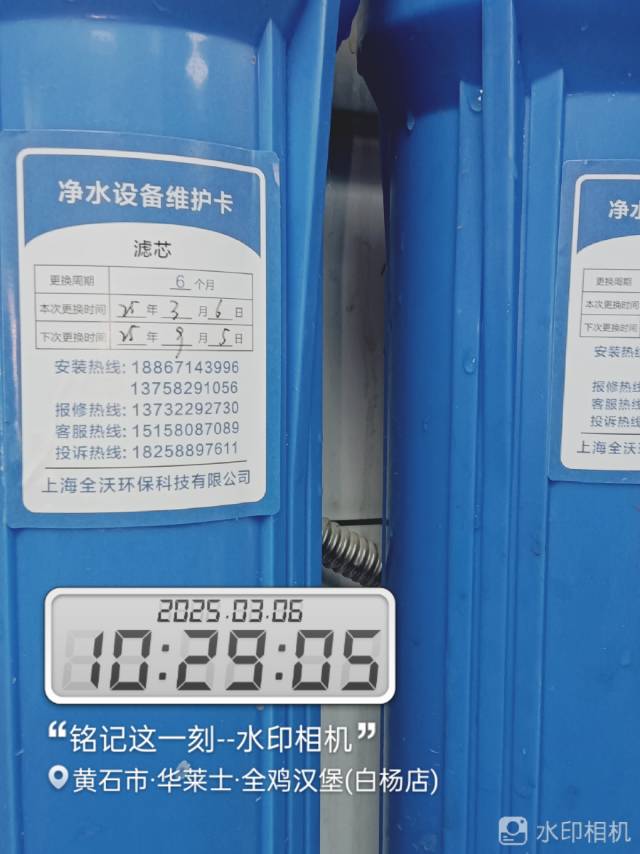 净水设备维护卡
滤芯
更换周期 6 个月
本次更换时间 25 年 3 月 6 日
下次更换时间 25 年 9 月 5 日
安装热线: 18867143996
13758291056
报修热线: 13732292730
客服热线: 15158087089
投诉热线: 18258897611
上海全沃环保科技有限公司
净水
更换周期
本次更换时间
下次更换时间
安装热
报修热线
客服热线
投诉热线
上海全沃环
2025.03.06
10:29:05
“铭记这一刻--水印相机”
黄石市·华莱士·全鸡汉堡(白杨店)
水印相机